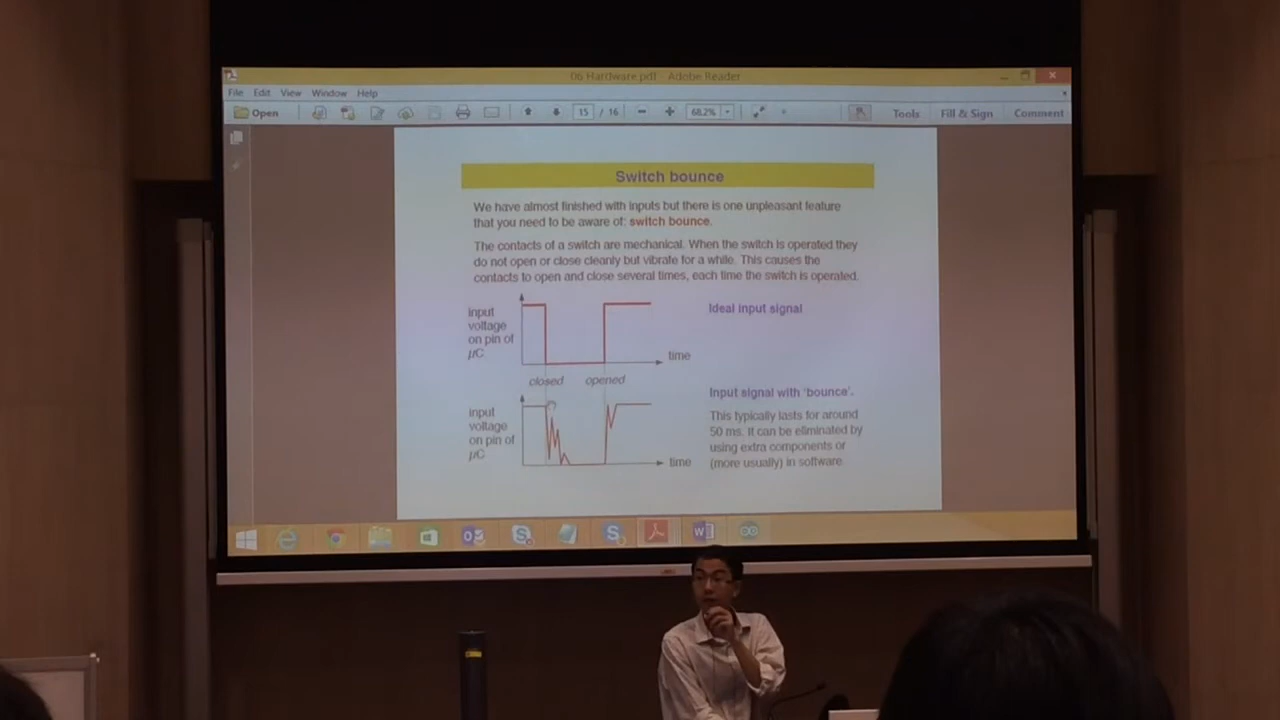 06 Hardware.pdf - Adobe Reader
File Edit View Window Help
Open 15 / 16 68.2% Tools Fill & Sign Comment
Switch bounce
We have almost finished with inputs but there is one unpleasant feature
that you need to be aware of: switch bounce.
The contacts of a switch are mechanical. When the switch is operated they
do not open or close cleanly but vibrate for a while. This causes the
contacts to open and close several times, each time the switch is operated.
input
voltage
on pin of
μC
time
closed opened
Ideal input signal
input
voltage
on pin of
μC
time
Input signal with 'bounce'.
This typically lasts for around
50 ms. It can be eliminated by
using extra components or
(more usually) in software.